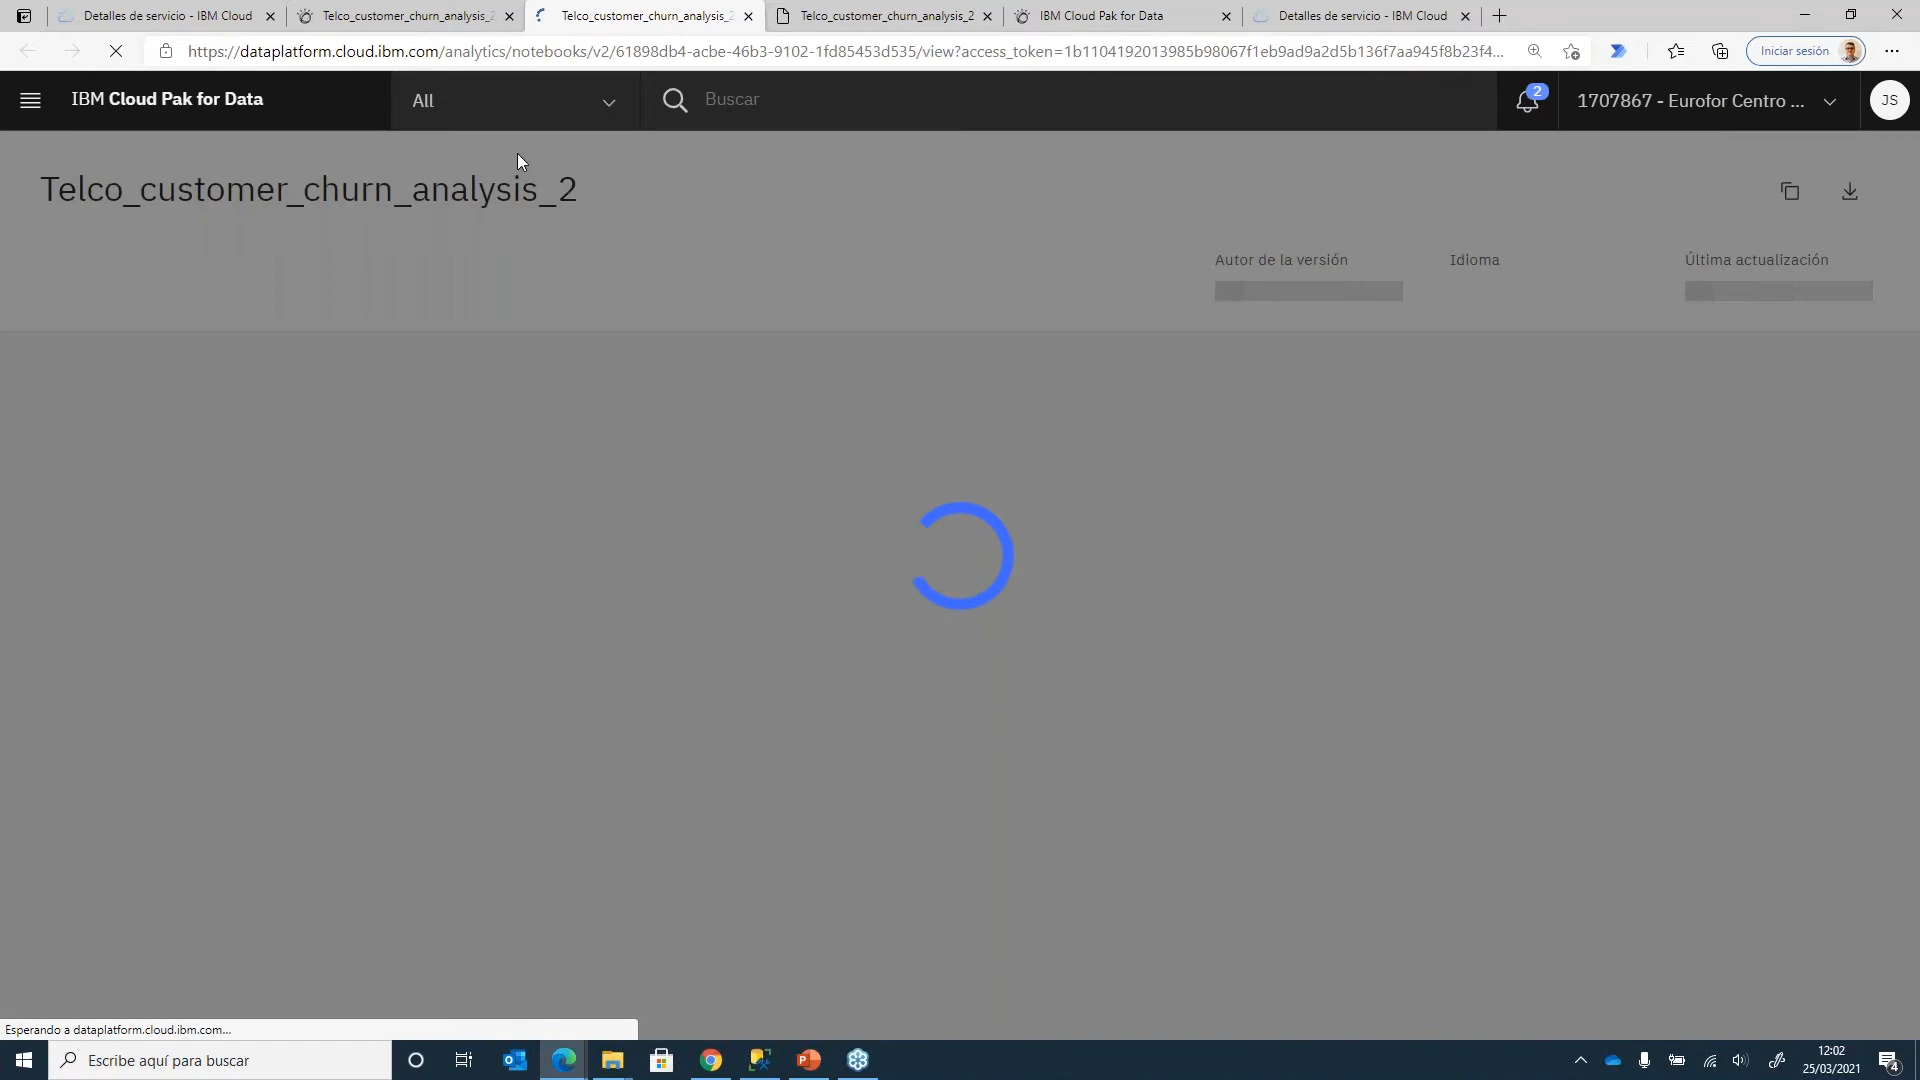 Detalles de servicio - IBM Cloud
Telco_customer_churn_analysis_2
Telco_customer_churn_analysis_2
Telco_customer_churn_analysis_2
IBM Cloud Pak for Data
Detalles de servicio - IBM Cloud
https://dataplatform.cloud.ibm.com/analytics/notebooks/v2/61898db4-acbe-46b3-9102-1fd85453d535/view?access_token=1b1104192013985b98067f1eb9ad9a2d5b136f7aa945f8b23f4...
Iniciar sesión
IBM Cloud Pak for Data
All
Buscar
2
1707867 - Eurofor Centro ...
JS
Telco_customer_churn_analysis_2
Autor de la versión
Idioma
Última actualización
Esperando a dataplatform.cloud.ibm.com...
Escribe aquí para buscar
12:02
25/03/2021
4